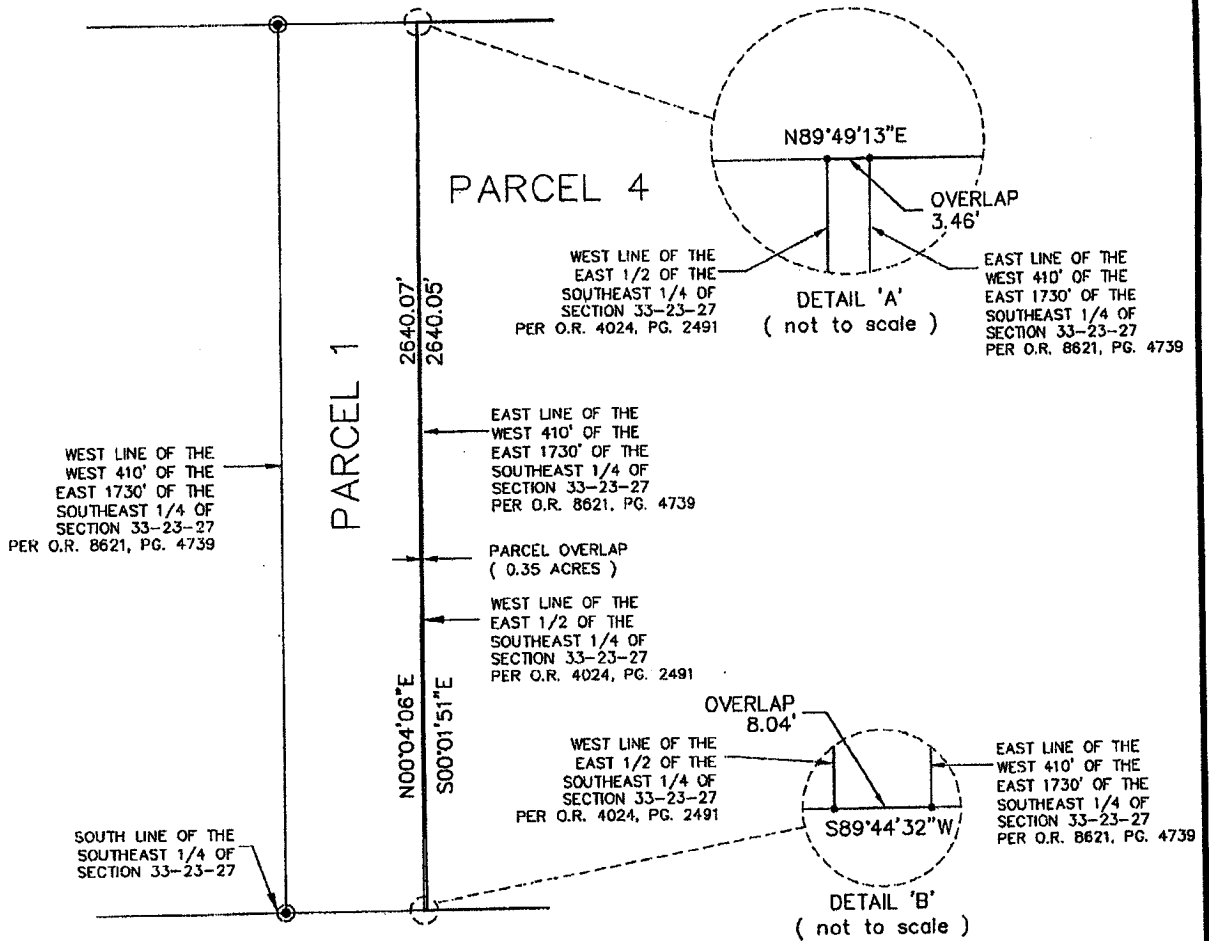 N89°49'13"E
PARCEL 4
OVERLAP
3.46'
WEST LINE OF THE
EAST 1/2 OF THE
SOUTHEAST 1/4 OF
SECTION 33-23-27
PER O.R. 4024, PG. 2491
EAST LINE OF THE
WEST 410' OF THE
EAST 1730' OF THE
SOUTHEAST 1/4 OF
SECTION 33-23-27
PER O.R. 8621, PG. 4739
DETAIL 'A'
( not to scale )
2640.07'
2640.05'
PARCEL 1
EAST LINE OF THE
WEST 410' OF THE
EAST 1730' OF THE
SOUTHEAST 1/4 OF
SECTION 33-23-27
PER O.R. 8621, PG. 4739
WEST LINE OF THE
WEST 410' OF THE
EAST 1730' OF THE
SOUTHEAST 1/4 OF
SECTION 33-23-27
PER O.R. 8621, PG. 4739
PARCEL OVERLAP
( 0.35 ACRES )
WEST LINE OF THE
EAST 1/2 OF THE
SOUTHEAST 1/4 OF
SECTION 33-23-27
PER O.R. 4024, PG. 2491
N00°04'06"E
S00°01'51"E
OVERLAP
8.04'
WEST LINE OF THE
EAST 1/2 OF THE
SOUTHEAST 1/4 OF
SECTION 33-23-27
PER O.R. 4024, PG. 2491
EAST LINE OF THE
WEST 410' OF THE
EAST 1730' OF THE
SOUTHEAST 1/4 OF
SECTION 33-23-27
PER O.R. 8621, PG. 4739
S89°44'32"W
SOUTH LINE OF THE
SOUTHEAST 1/4 OF
SECTION 33-23-27
DETAIL 'B'
( not to scale )